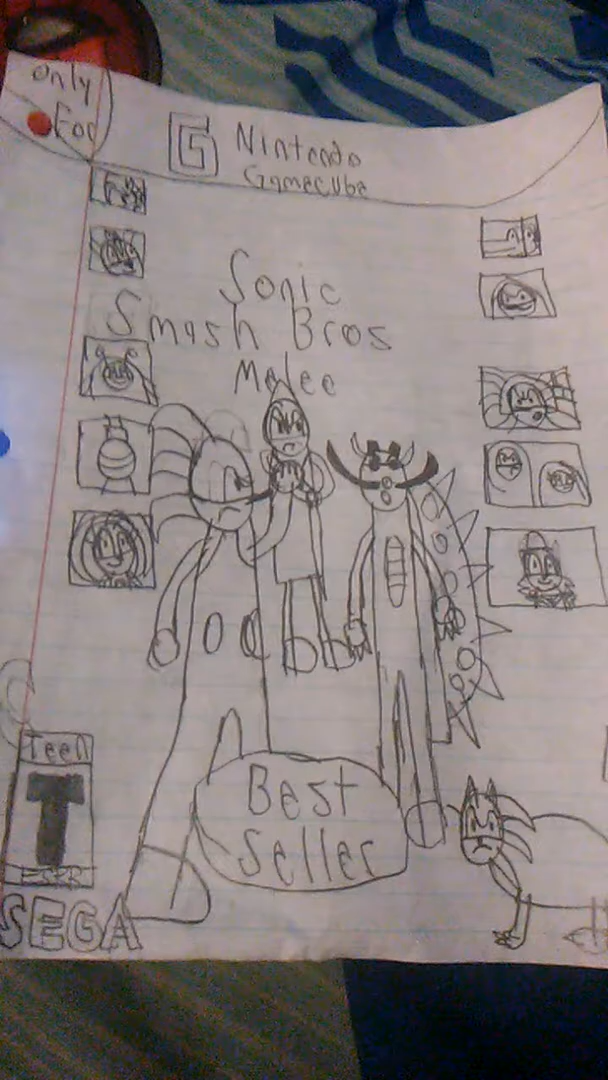 Only
For
G Nintendo
Gamecube
Sonic
Smash Bros
Melee
Teen
T
ESRB
SEGA
Best
Seller